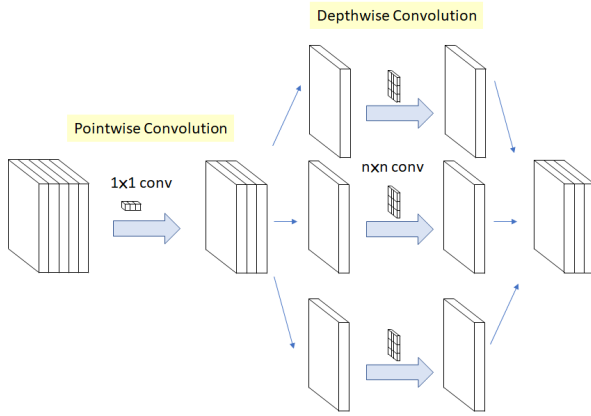 Depthwise Convolution
Pointwise Convolution
1x1 conv
nxn conv